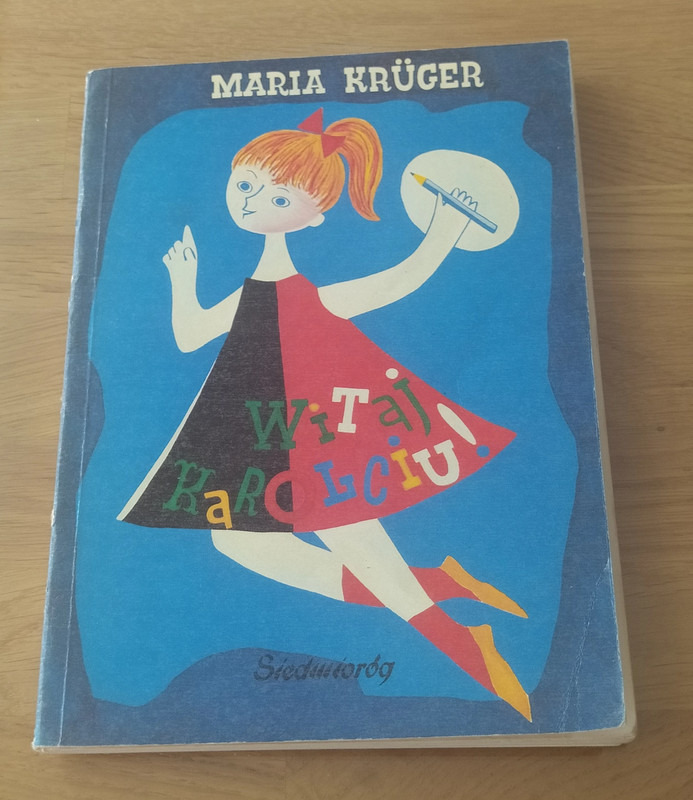 MARIA KRÜGER
WiTaj
KaROLCiU!
Siedmioróg